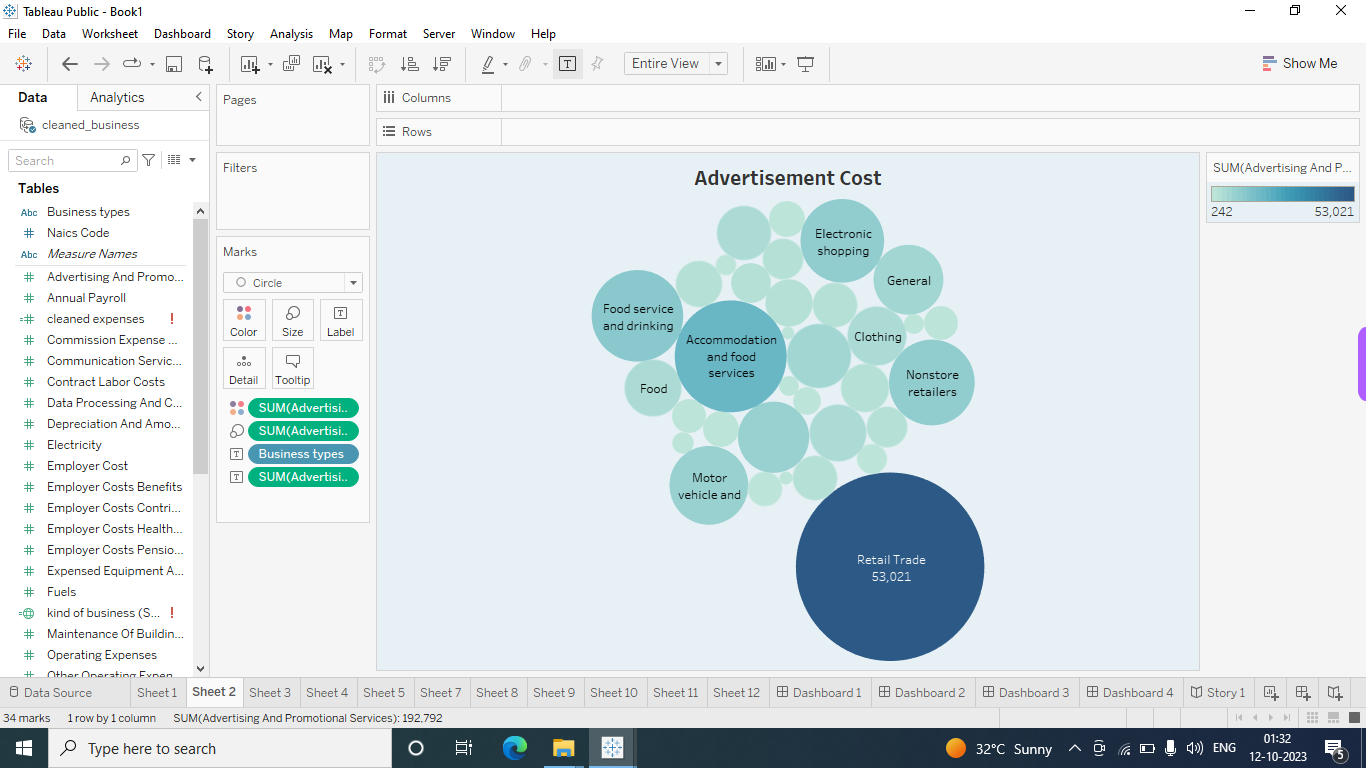 Tableau Public - Book1
File Data Worksheet Dashboard Story Analysis Map Format Server Window Help
Entire View
Show Me
Data Analytics
cleaned_business
Search
Tables
Abc Business types
# Naics Code
Abc Measure Names
# Advertising And Promo...
# Annual Payroll
=# cleaned expenses !
# Commission Expense ...
# Communication Servic...
# Contract Labor Costs
# Data Processing And C...
# Depreciation And Amo...
# Electricity
# Employer Cost
# Employer Costs Benefits
# Employer Costs Contri...
# Employer Costs Health...
# Employer Costs Pensio...
# Expensed Equipment A...
# Fuels
kind of business (S... !
# Maintenance Of Buildin...
# Operating Expenses
# Other Operating Expen
Pages
Filters
Marks
Circle
Color Size Label
Detail Tooltip
SUM(Advertisi..
SUM(Advertisi..
Business types
SUM(Advertisi..
Columns
Rows
Advertisement Cost
Electronic
shopping
General
Food service
and drinking
Accommodation
and food
services
Clothing
Nonstore
retailers
Food
Motor
vehicle and
Retail Trade
53,021
SUM(Advertising And P...
242 53,021
Data Source Sheet 1 Sheet 2 Sheet 3 Sheet 4 Sheet 5 Sheet 7 Sheet 8 Sheet 9 Sheet 10 Sheet 11 Sheet 12 Dashboard 1 Dashboard 2 Dashboard 3 Dashboard 4 Story 1
34 marks 1 row by 1 column SUM(Advertising And Promotional Services): 192,792
Type here to search
32°C Sunny
ENG
01:32
12-10-2023
5